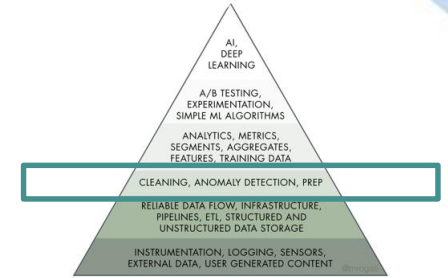 AI,
DEEP
LEARNING
A/B TESTING,
EXPERIMENTATION,
SIMPLE ML ALGORITHMS
ANALYTICS, METRICS,
SEGMENTS, AGGREGATES,
FEATURES, TRAINING DATA
CLEANING, ANOMALY DETECTION, PREP
RELIABLE DATA FLOW, INFRASTRUCTURE,
PIPELINES, ETL, STRUCTURED AND
UNSTRUCTURED DATA STORAGE
INSTRUMENTATION, LOGGING, SENSORS,
EXTERNAL DATA, USER GENERATED CONTENT